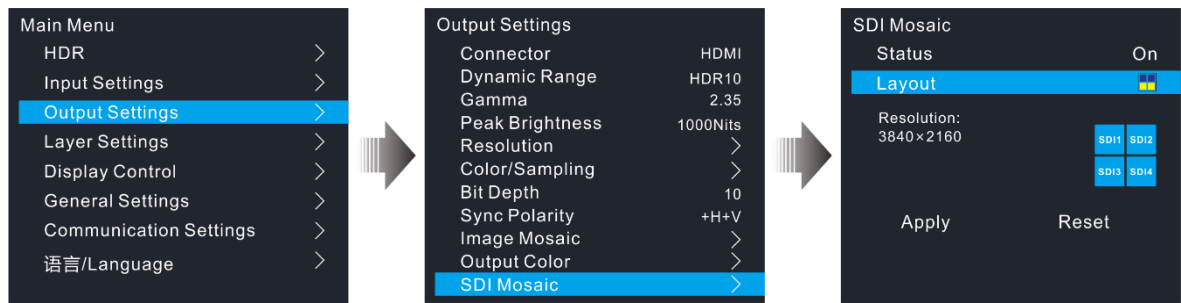 Main Menu
HDR
Input Settings
Output Settings
Layer Settings
Display Control
General Settings
Communication Settings
语言/Language
Output Settings
Connector HDMI
Dynamic Range HDR10
Gamma 2.35
Peak Brightness 1000Nits
Resolution
Color/Sampling
Bit Depth 10
Sync Polarity +H+V
Image Mosaic
Output Color
SDI Mosaic
SDI Mosaic
Status On
Layout
Resolution:
3840×2160
SDI1 SDI2
SDI3 SDI4
Apply Reset